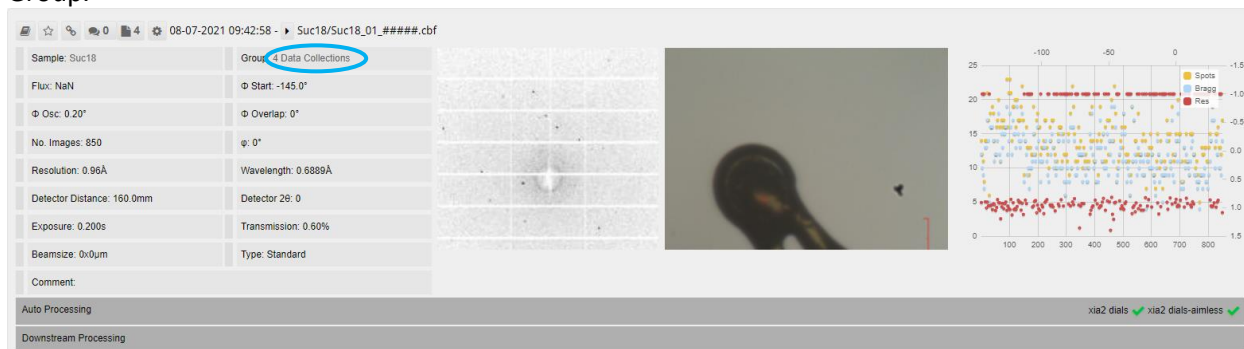 Group.
0 4 08-07-2021 09:42:58 - Suc18/Suc18_01_#####.cbf
Sample: Suc18 Group: 4 Data Collections
Flux: NaN Φ Start: -145.0°
Φ Osc: 0.20° Φ Overlap: 0°
No. Images: 850 φ: 0°
Resolution: 0.96Å Wavelength: 0.6889Å
Detector Distance: 160.0mm Detector 2θ: 0
Exposure: 0.200s Transmission: 0.60%
Beamsize: 0x0μm Type: Standard
Comment:
-100 -50 0
25 20 15 10 5 0
Spots
Bragg
Res
-1.5 -1.0 -0.5 0.0 0.5 1.0 1.5
100 200 300 400 500 600 700 800
Auto Processing xia2 dials xia2 dials-aimless
Downstream Processing